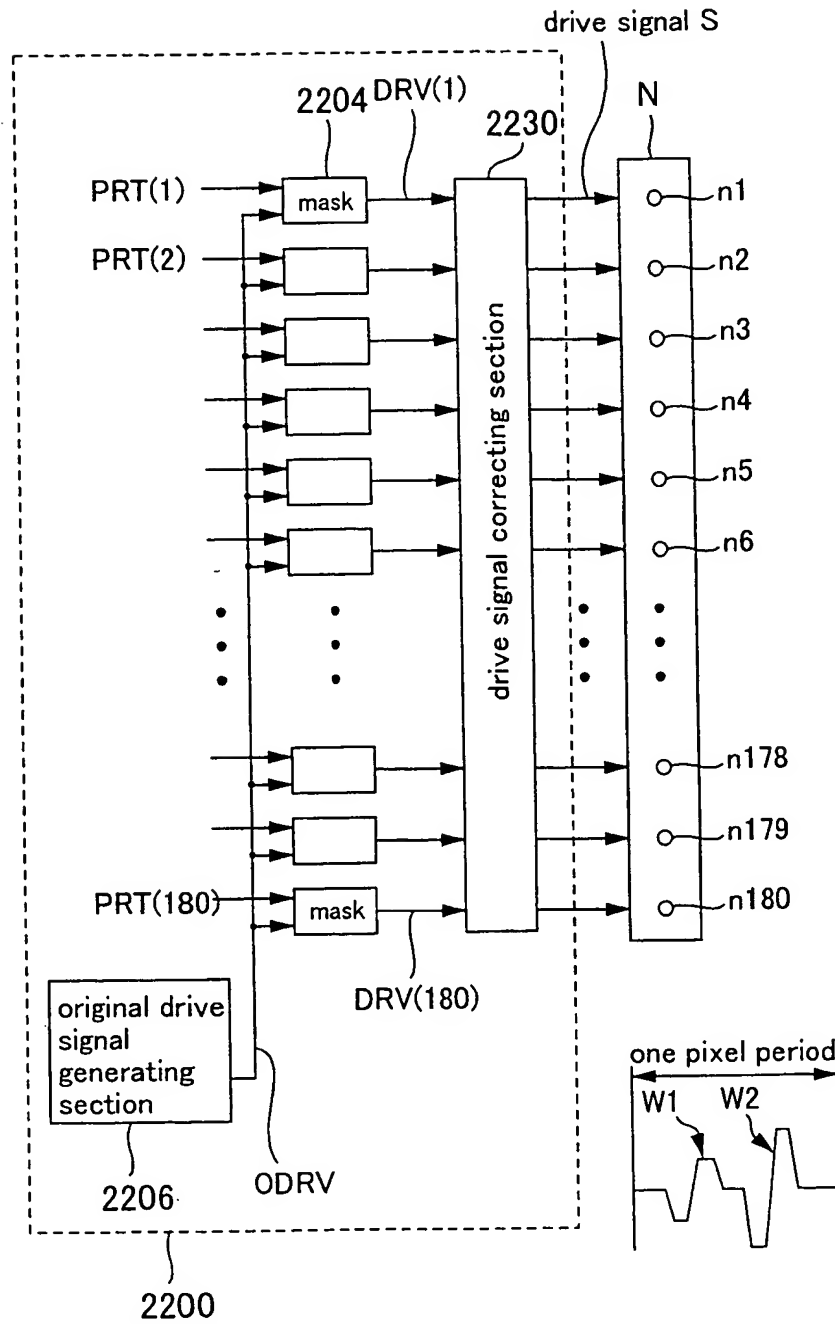 drive signal S
2204
DRV(1)
2230
N
PRT(1)
mask
n1
PRT(2)
n2
n3
n4
n5
n6
drive signal correcting section
n178
n179
PRT(180)
mask
n180
DRV(180)
original drive
signal
generating
section
one pixel period
W1
W2
ODRV
2206
2200